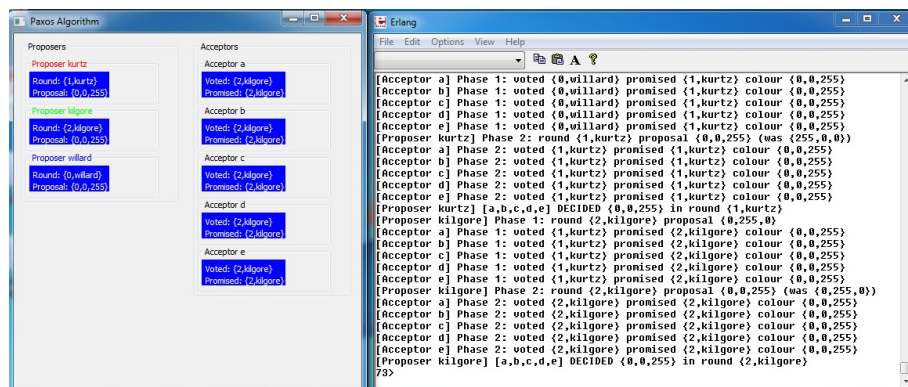 Paxos Algorithm
Proposers
Proposer kurtz
Round: {1,kurtz}
Proposal: {0,0,255}
Proposer kilgore
Round: {2,kilgore}
Proposal: {0,0,255}
Proposer willard
Round: {0,willard}
Proposal: {0,0,255}
Acceptors
Acceptor a
Voted: {2,kilgore}
Promised: {2,kilgore}
Acceptor b
Voted: {2,kilgore}
Promised: {2,kilgore}
Acceptor c
Voted: {2,kilgore}
Promised: {2,kilgore}
Acceptor d
Voted: {2,kilgore}
Promised: {2,kilgore}
Acceptor e
Voted: {2,kilgore}
Promised: {2,kilgore}
Erlang
File Edit Options View Help
[Acceptor a] Phase 1: voted {0,willard} promised {1,kurtz} colour {0,0,255}
[Acceptor b] Phase 1: voted {0,willard} promised {1,kurtz} colour {0,0,255}
[Acceptor c] Phase 1: voted {0,willard} promised {1,kurtz} colour {0,0,255}
[Acceptor d] Phase 1: voted {0,willard} promised {1,kurtz} colour {0,0,255}
[Acceptor e] Phase 1: voted {0,willard} promised {1,kurtz} colour {0,0,255}
[Proposer kurtz] Phase 2: round {1,kurtz} proposal {0,0,255} (was {255,0,0})
[Acceptor a] Phase 2: voted {1,kurtz} promised {1,kurtz} colour {0,0,255}
[Acceptor b] Phase 2: voted {1,kurtz} promised {1,kurtz} colour {0,0,255}
[Acceptor c] Phase 2: voted {1,kurtz} promised {1,kurtz} colour {0,0,255}
[Acceptor d] Phase 2: voted {1,kurtz} promised {1,kurtz} colour {0,0,255}
[Acceptor e] Phase 2: voted {1,kurtz} promised {1,kurtz} colour {0,0,255}
[Proposer kurtz] [a,b,c,d,e] DECIDED {0,0,255} in round {1,kurtz}
[Proposer kilgore] Phase 1: round {2,kilgore} proposal {0,255,0}
[Acceptor a] Phase 1: voted {1,kurtz} promised {2,kilgore} colour {0,0,255}
[Acceptor b] Phase 1: voted {1,kurtz} promised {2,kilgore} colour {0,0,255}
[Acceptor c] Phase 1: voted {1,kurtz} promised {2,kilgore} colour {0,0,255}
[Acceptor d] Phase 1: voted {1,kurtz} promised {2,kilgore} colour {0,0,255}
[Acceptor e] Phase 1: voted {1,kurtz} promised {2,kilgore} colour {0,0,255}
[Proposer kilgore] Phase 2: round {2,kilgore} proposal {0,0,255} (was {0,255,0})
[Acceptor a] Phase 2: voted {2,kilgore} promised {2,kilgore} colour {0,0,255}
[Acceptor b] Phase 2: voted {2,kilgore} promised {2,kilgore} colour {0,0,255}
[Acceptor c] Phase 2: voted {2,kilgore} promised {2,kilgore} colour {0,0,255}
[Acceptor d] Phase 2: voted {2,kilgore} promised {2,kilgore} colour {0,0,255}
[Acceptor e] Phase 2: voted {2,kilgore} promised {2,kilgore} colour {0,0,255}
[Proposer kilgore] [a,b,c,d,e] DECIDED {0,0,255} in round {2,kilgore}
73>